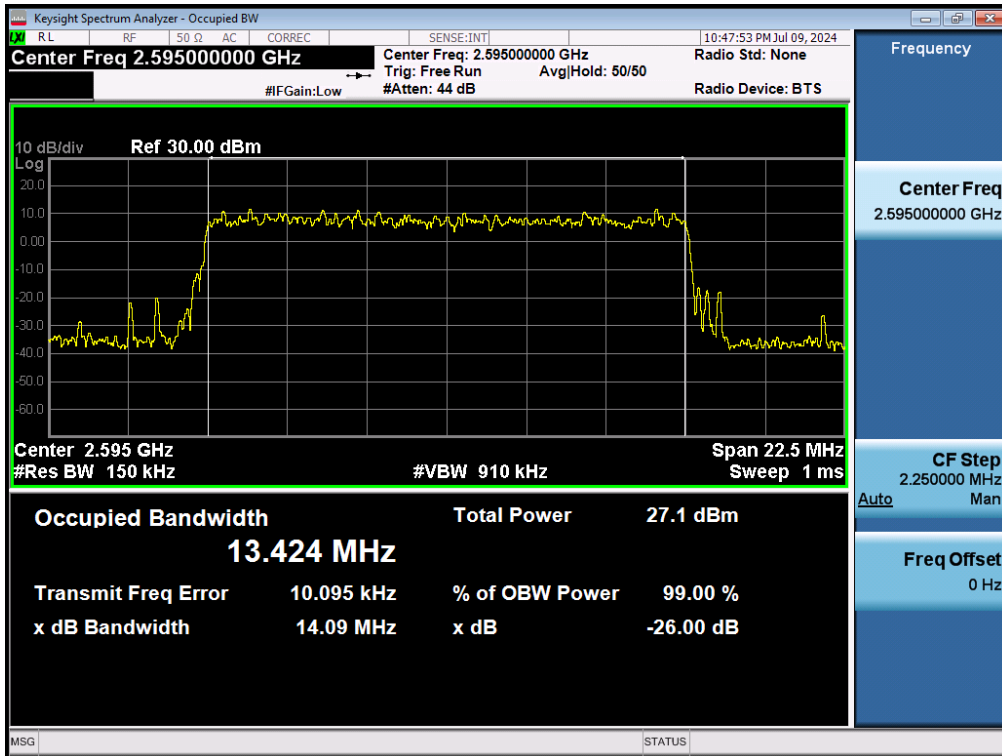 Keysight Spectrum Analyzer - Occupied BW
LXI RL RF 50 Ω AC CORREC SENSE:INT 10:47:53 PM Jul 09, 2024
Center Freq 2.595000000 GHz
#IFGain:Low
Center Freq: 2.595000000 GHz
Trig: Free Run Avg|Hold: 50/50
#Atten: 44 dB
Radio Std: None
Radio Device: BTS
10 dB/div Ref 30.00 dBm
Log
20.0
10.0
0.00
-10.0
-20.0
-30.0
-40.0
-50.0
-60.0
Center 2.595 GHz Span 22.5 MHz
#Res BW 150 kHz #VBW 910 kHz Sweep 1 ms
Occupied Bandwidth Total Power 27.1 dBm
13.424 MHz
Transmit Freq Error 10.095 kHz % of OBW Power 99.00 %
x dB Bandwidth 14.09 MHz x dB -26.00 dB
Frequency
Center Freq
2.595000000 GHz
CF Step
2.250000 MHz
Auto Man
Freq Offset
0 Hz
MSG STATUS